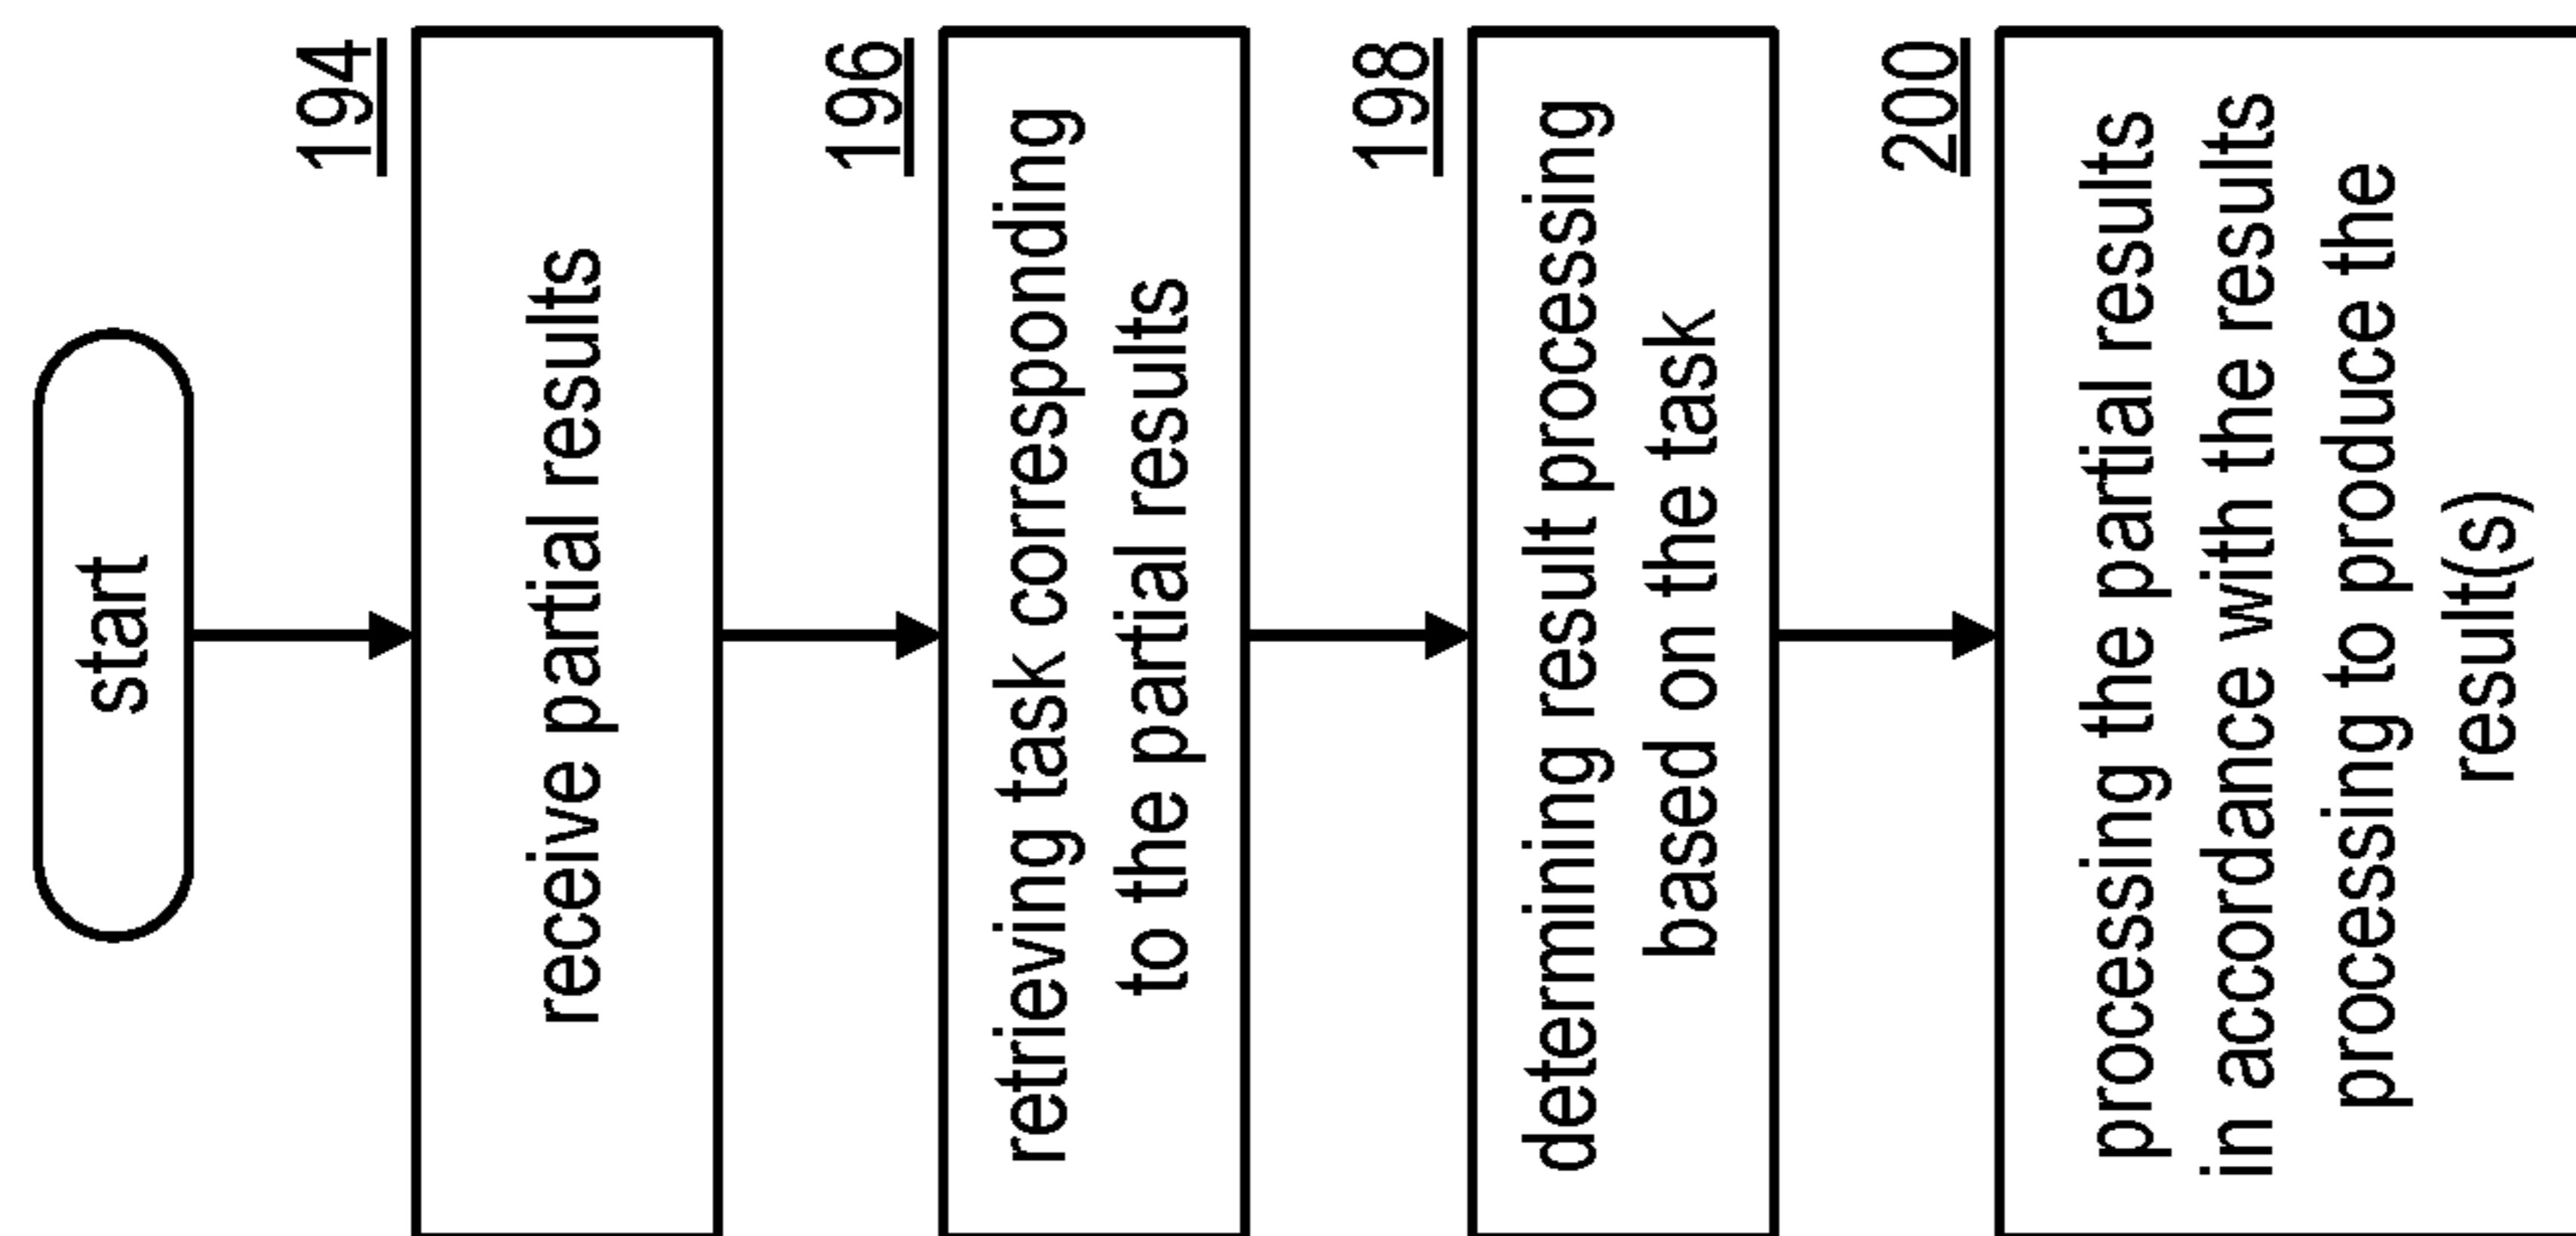 start
194
receive partial results
196
retrieving task corresponding
to the partial results
198
determining result processing
based on the task
200
processing the partial results
in accordance with the results
processing to produce the
result(s)